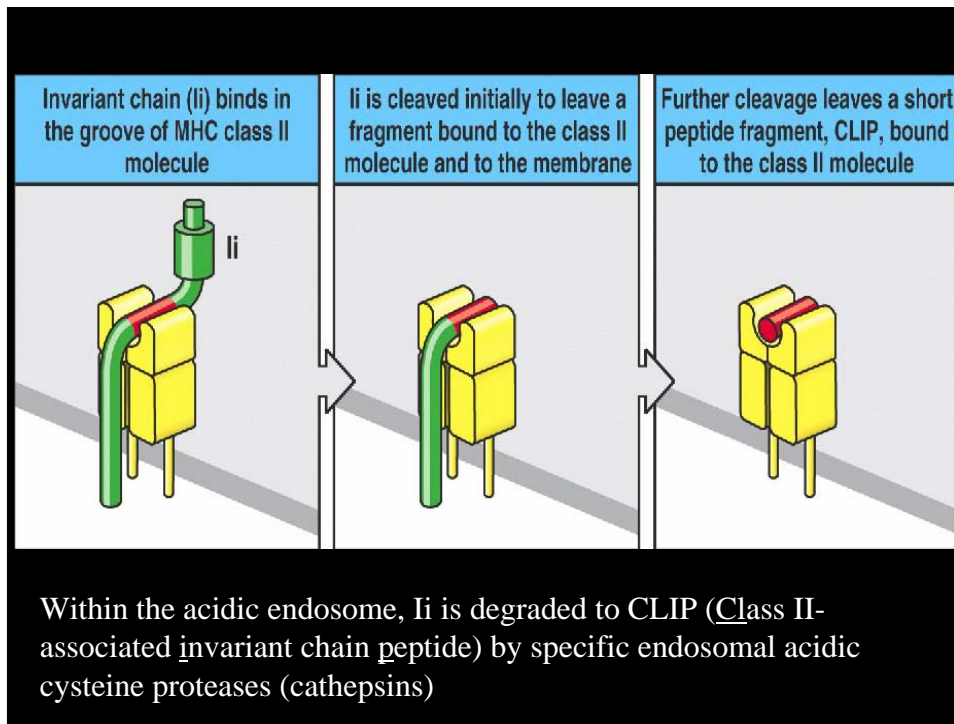 Invariant chain (Ii) binds in
the groove of MHC class II
molecule
Ii is cleaved initially to leave a
fragment bound to the class II
molecule and to the membrane
Further cleavage leaves a short
peptide fragment, CLIP, bound
to the class II molecule
Ii
Within the acidic endosome, Ii is degraded to CLIP (Class II-
associated invariant chain peptide) by specific endosomal acidic
cysteine proteases (cathepsins)